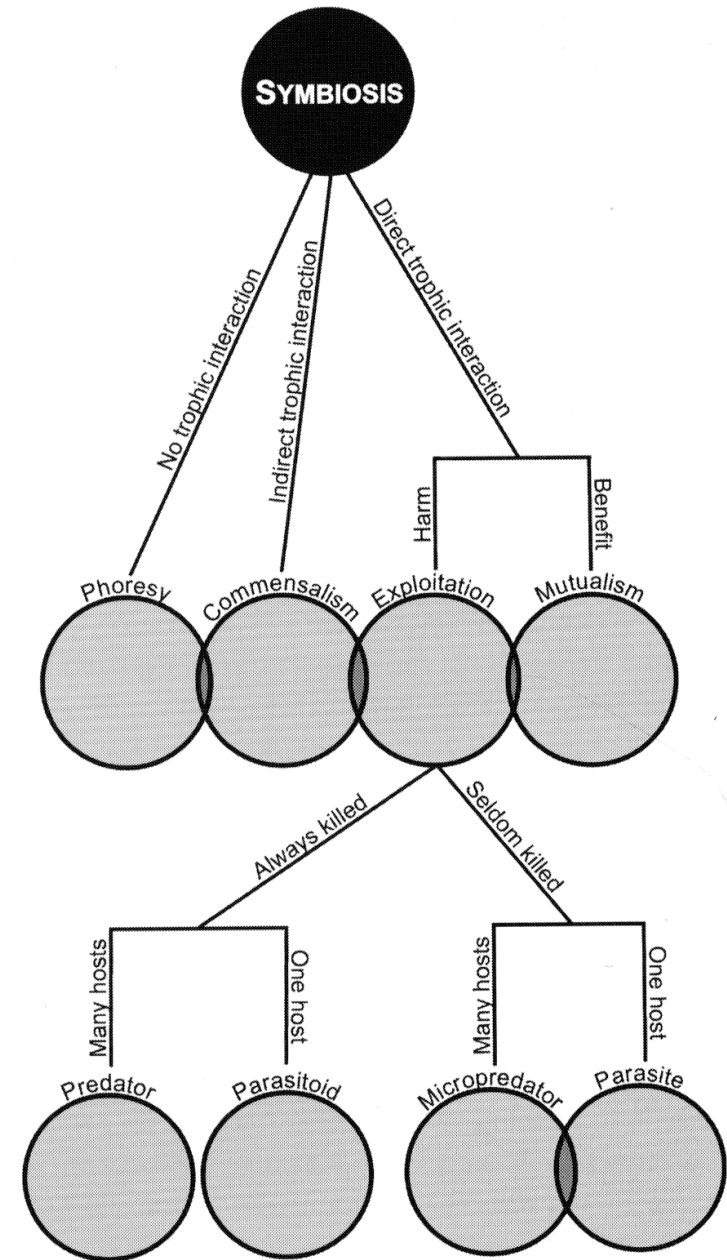 SYMBIOSIS
No trophic interaction
Indirect trophic interaction
Direct trophic interaction
Harm
Benefit
Phoresy
Commensalism
Exploitation
Mutualism
Always killed
Seldom killed
Many hosts
One host
Many hosts
One host
Predator
Parasitoid
Micropredator
Parasite